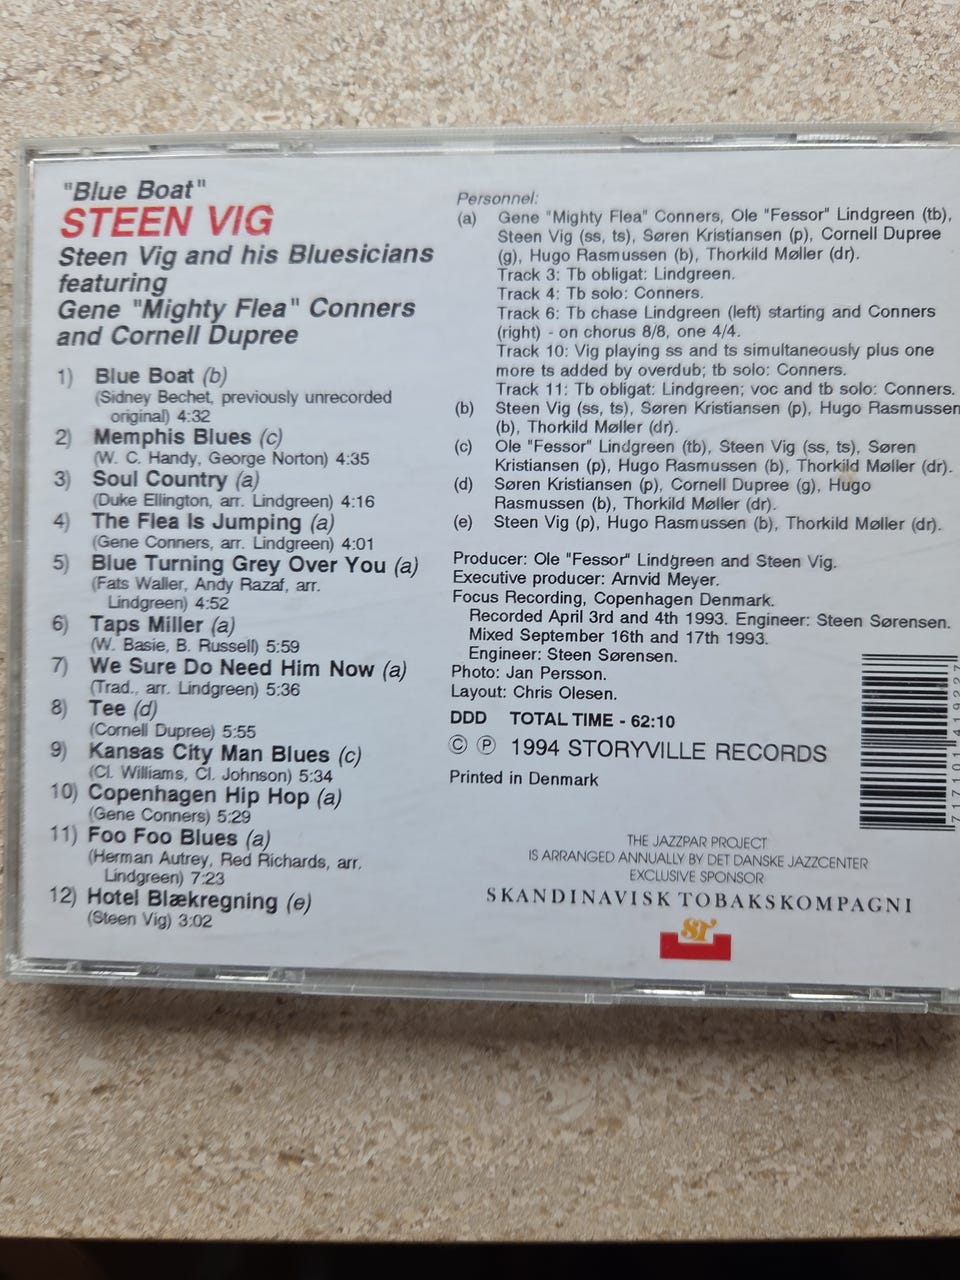 "Blue Boat"
STEEN VIG
Steen Vig and his Bluesicians
featuring
Gene "Mighty Flea" Conners
and Cornell Dupree
1) Blue Boat (b)
(Sidney Bechet, previously unrecorded
original) 4:32
2) Memphis Blues (c)
(W. C. Handy, George Norton) 4:35
3) Soul Country (a)
(Duke Ellington, arr. Lindgreen) 4:16
4) The Flea Is Jumping (a)
(Gene Conners, arr. Lindgreen) 4:01
5) Blue Turning Grey Over You (a)
(Fats Waller, Andy Razaf, arr.
Lindgreen) 4:52
6) Taps Miller (a)
(W. Basie, B. Russell) 5:59
7) We Sure Do Need Him Now (a)
(Trad., arr. Lindgreen) 5:36
8) Tee (d)
(Cornell Dupree) 5:55
9) Kansas City Man Blues (c)
(Cl. Williams, Cl. Johnson) 5:34
10) Copenhagen Hip Hop (a)
(Gene Conners) 5:29
11) Foo Foo Blues (a)
(Herman Autrey, Red Richards, arr.
Lindgreen) 7:23
12) Hotel Blækregning (e)
(Steen Vig) 3:02
Personnel:
(a) Gene "Mighty Flea" Conners, Ole "Fessor" Lindgreen (tb),
Steen Vig (ss, ts), Søren Kristiansen (p), Cornell Dupree
(g), Hugo Rasmussen (b), Thorkild Møller (dr).
Track 3: Tb obligat: Lindgreen.
Track 4: Tb solo: Conners.
Track 6: Tb chase Lindgreen (left) starting and Conners
(right) - on chorus 8/8, one 4/4.
Track 10: Vig playing ss and ts simultaneously plus one
more ts added by overdub; tb solo: Conners.
Track 11: Tb obligat: Lindgreen; voc and tb solo: Conners.
(b) Steen Vig (ss, ts), Søren Kristiansen (p), Hugo Rasmussen
(b), Thorkild Møller (dr).
(c) Ole "Fessor" Lindgreen (tb), Steen Vig (ss, ts), Søren
Kristiansen (p), Hugo Rasmussen (b), Thorkild Møller (dr).
(d) Søren Kristiansen (p), Cornell Dupree (g), Hugo
Rasmussen (b), Thorkild Møller (dr).
(e) Steen Vig (p), Hugo Rasmussen (b), Thorkild Møller (dr).
Producer: Ole "Fessor" Lindgreen and Steen Vig.
Executive producer: Arnvid Meyer.
Focus Recording, Copenhagen Denmark.
Recorded April 3rd and 4th 1993. Engineer: Steen Sørensen.
Mixed September 16th and 17th 1993.
Engineer: Steen Sørensen.
Photo: Jan Persson.
Layout: Chris Olesen.
DDD TOTAL TIME - 62:10
© ℗ 1994 STORYVILLE RECORDS
Printed in Denmark
7 17101 41922 7
THE JAZZPAR PROJECT
IS ARRANGED ANNUALLY BY DET DANSKE JAZZCENTER
EXCLUSIVE SPONSOR
SKANDINAVISK TOBAKSKOMPAGNI
ST